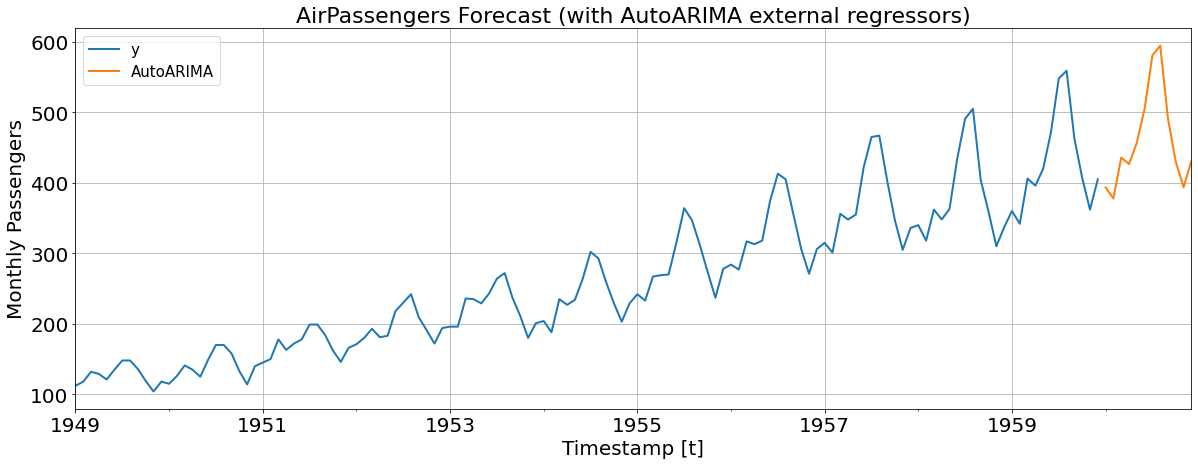 AirPassengers Forecast (with AutoARIMA external regressors)
y
AutoARIMA
Monthly Passengers
600
500
400
300
200
100
1949
1951
1953
1955
1957
1959
Timestamp [t]